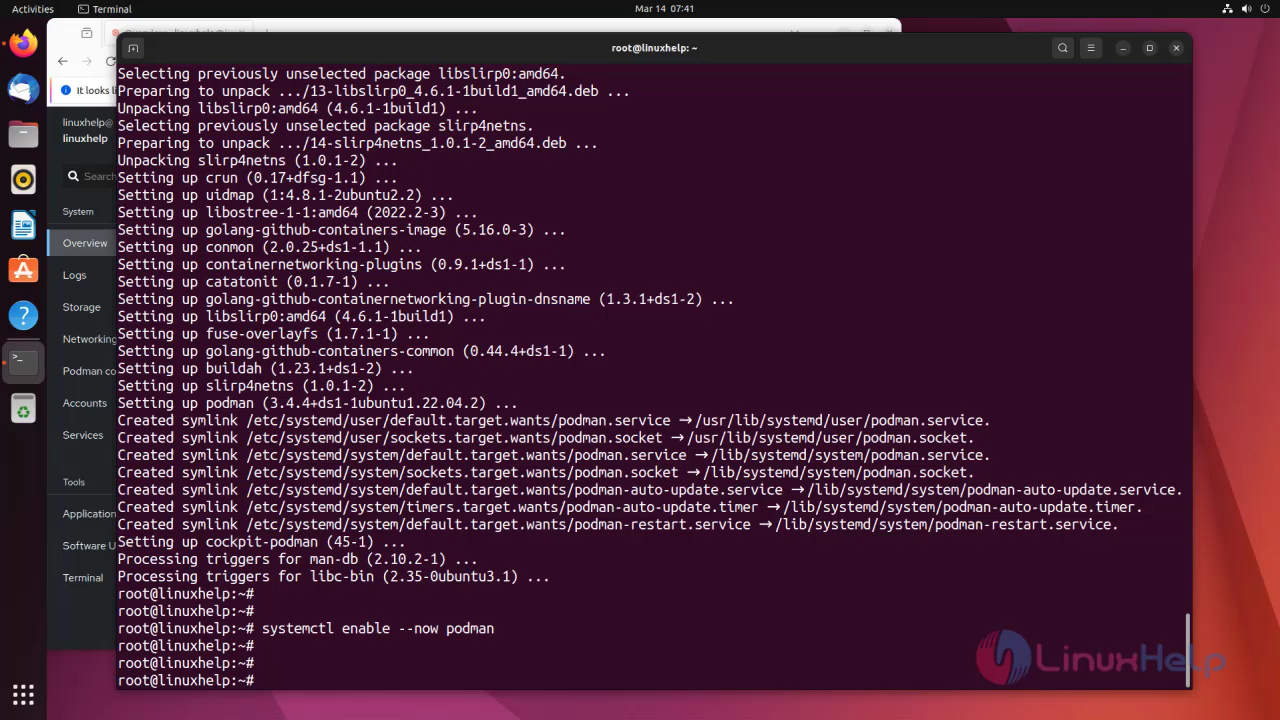 Activities
Terminal
Mar 14 07:41
root@linuxhelp: ~
It looks li
linuxhelp@
linuxhelp
Search
System
Overview
Logs
Storage
Networking
Podman co
Accounts
Services
Tools
Application
Software U
Terminal
Selecting previously unselected package libslirp0:amd64.
Preparing to unpack .../13-libslirp0_4.6.1-1build1_amd64.deb ...
Unpacking libslirp0:amd64 (4.6.1-1build1) ...
Selecting previously unselected package slirp4netns.
Preparing to unpack .../14-slirp4netns_1.0.1-2_amd64.deb ...
Unpacking slirp4netns (1.0.1-2) ...
Setting up crun (0.17+dfsg-1.1) ...
Setting up uidmap (1:4.8.1-2ubuntu2.2) ...
Setting up libostree-1-1:amd64 (2022.2-3) ...
Setting up golang-github-containers-image (5.16.0-3) ...
Setting up conmon (2.0.25+ds1-1.1) ...
Setting up containernetworking-plugins (0.9.1+ds1-1) ...
Setting up catatonit (0.1.7-1) ...
Setting up golang-github-containernetworking-plugin-dnsname (1.3.1+ds1-2) ...
Setting up libslirp0:amd64 (4.6.1-1build1) ...
Setting up fuse-overlayfs (1.7.1-1) ...
Setting up golang-github-containers-common (0.44.4+ds1-1) ...
Setting up buildah (1.23.1+ds1-2) ...
Setting up slirp4netns (1.0.1-2) ...
Setting up podman (3.4.4+ds1-1ubuntu1.22.04.2) ...
Created symlink /etc/systemd/user/default.target.wants/podman.service → /usr/lib/systemd/user/podman.service.
Created symlink /etc/systemd/user/sockets.target.wants/podman.socket → /usr/lib/systemd/user/podman.socket.
Created symlink /etc/systemd/system/default.target.wants/podman.service → /lib/systemd/system/podman.service.
Created symlink /etc/systemd/system/sockets.target.wants/podman.socket → /lib/systemd/system/podman.socket.
Created symlink /etc/systemd/system/default.target.wants/podman-auto-update.service → /lib/systemd/system/podman-auto-update.service.
Created symlink /etc/systemd/system/timers.target.wants/podman-auto-update.timer → /lib/systemd/system/podman-auto-update.timer.
Created symlink /etc/systemd/system/default.target.wants/podman-restart.service → /lib/systemd/system/podman-restart.service.
Setting up cockpit-podman (45-1) ...
Processing triggers for man-db (2.10.2-1) ...
Processing triggers for libc-bin (2.35-0ubuntu3.1) ...
root@linuxhelp:~#
root@linuxhelp:~#
root@linuxhelp:~# systemctl enable --now podman
root@linuxhelp:~#
root@linuxhelp:~#
root@linuxhelp:~#
LinuxHelp